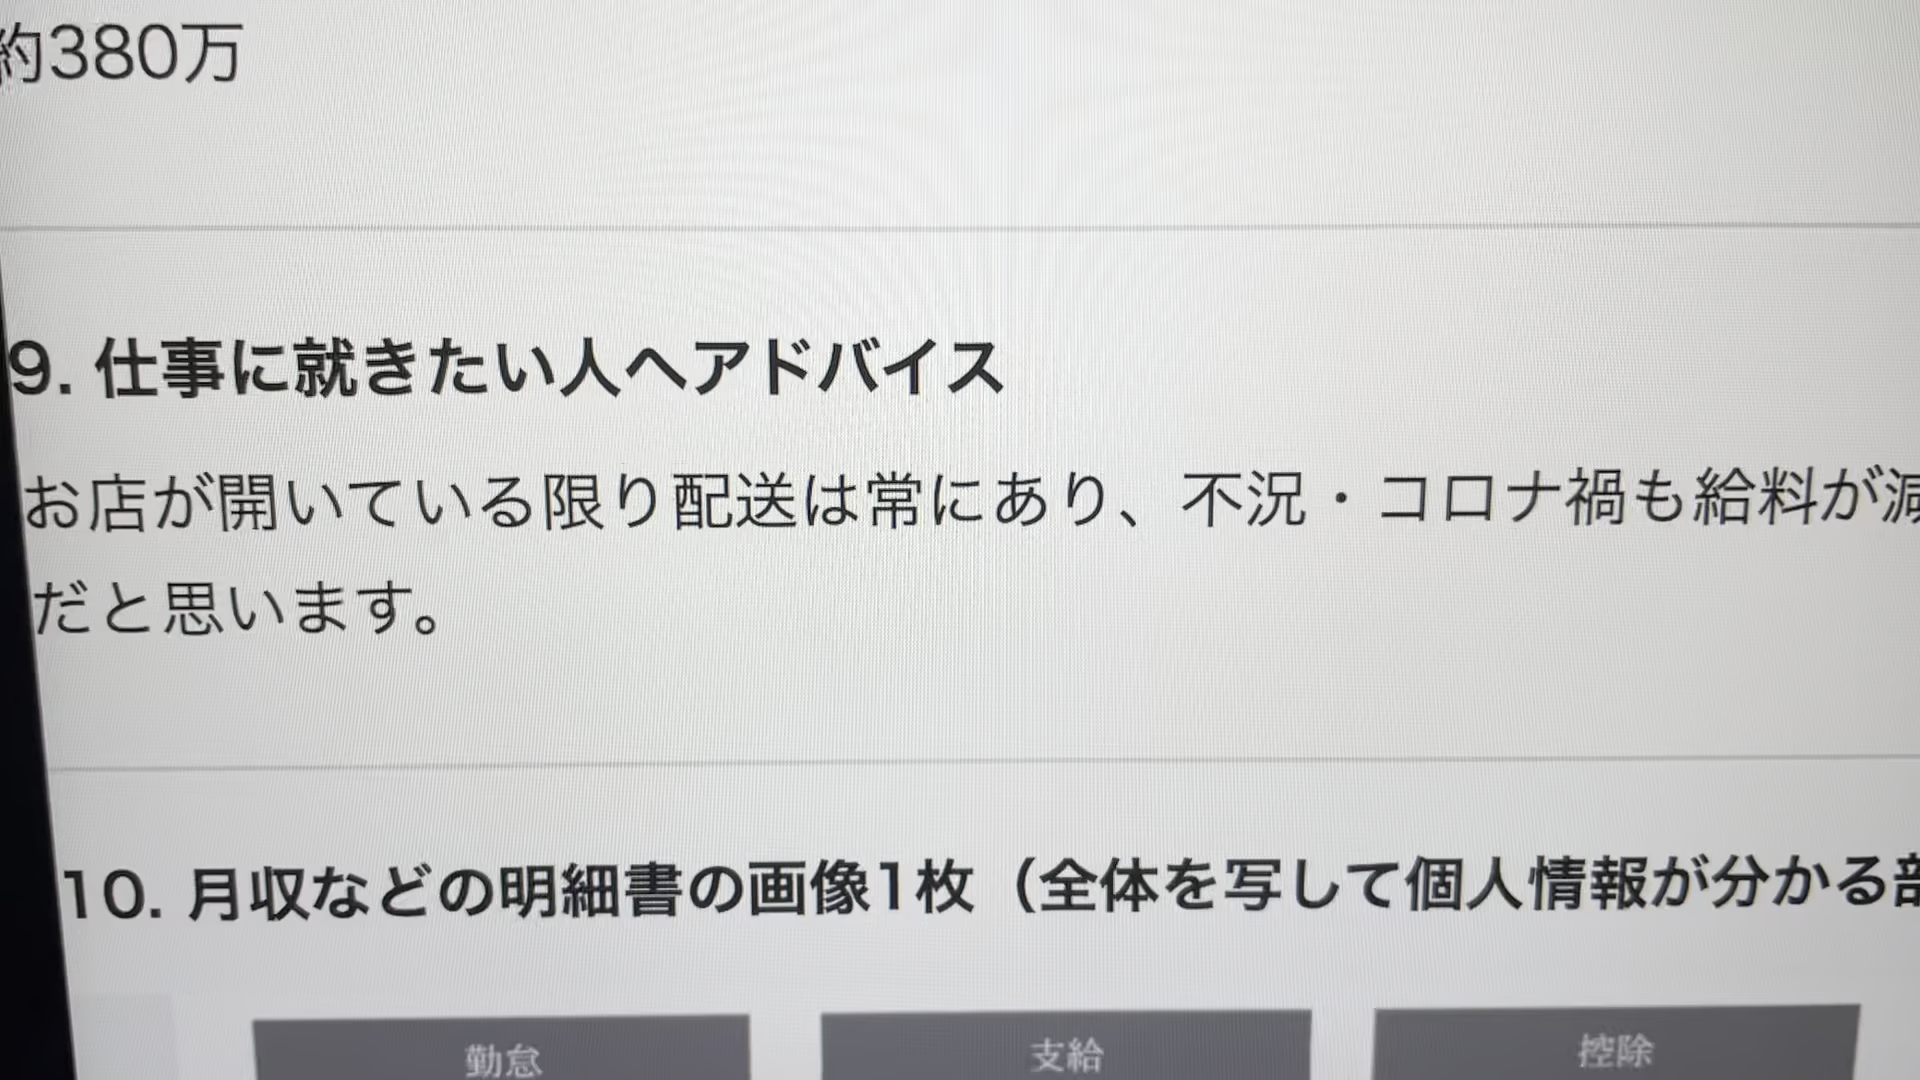 約380万
9. 仕事に就きたい人へアドバイス
お店が開いている限り配送は常にあり、不況・コロナ禍も給料が減
だと思います。
10. 月収などの明細書の画像1枚（全体を写して個人情報が分かる部
勤怠
支給
控除